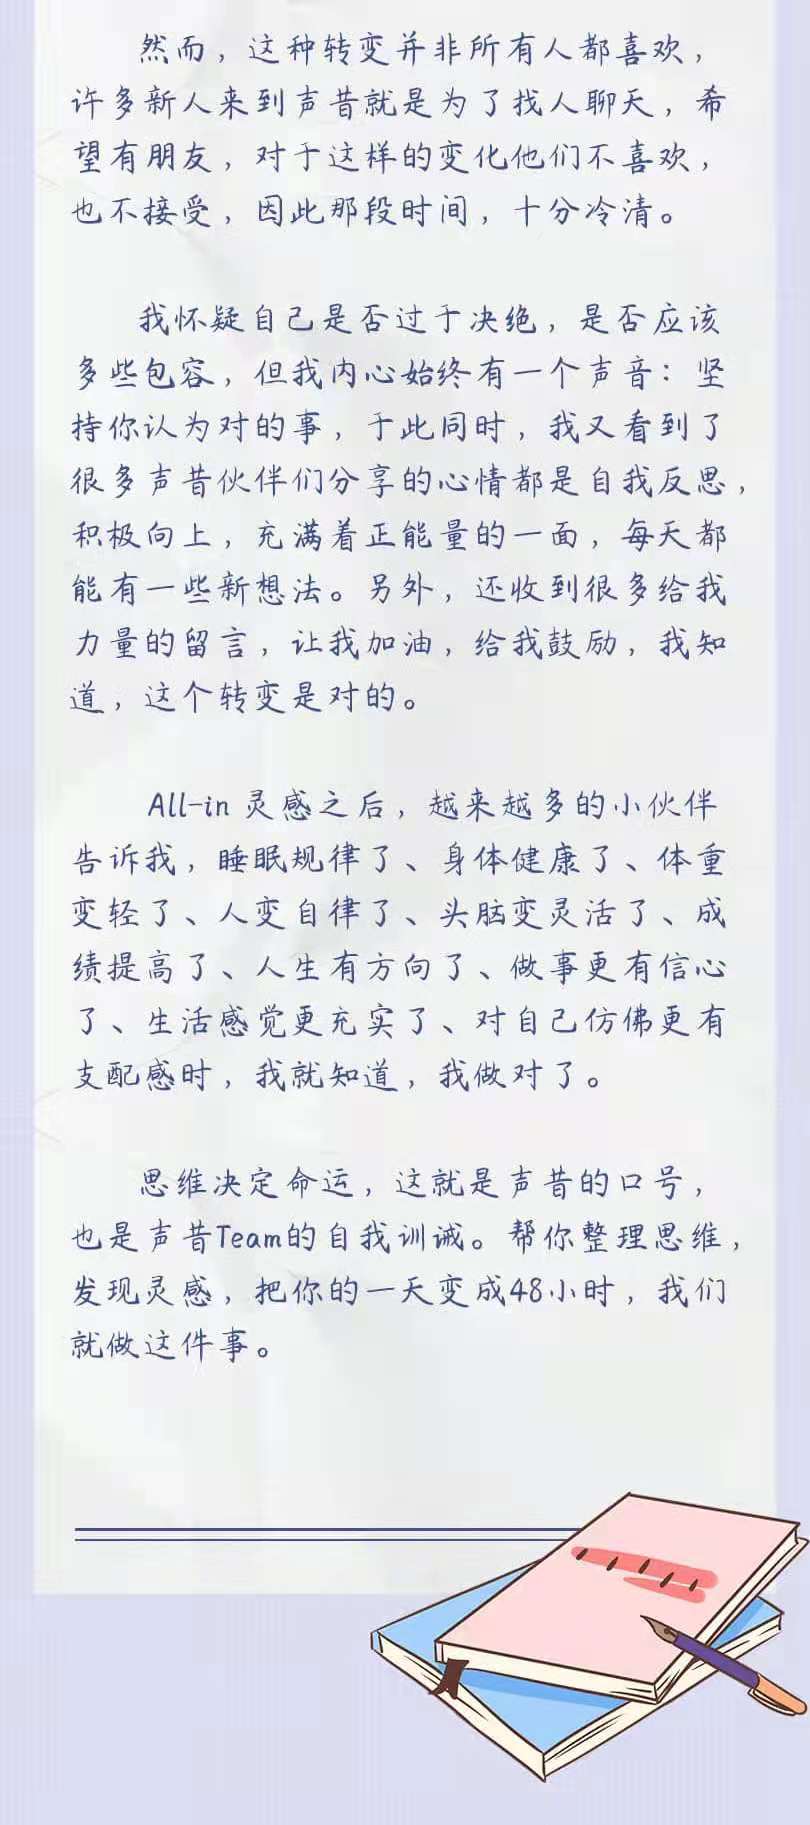 然而，这种转变并非所有人都喜欢，
许多新人来到声昔就是为了找人聊天，希
望有朋友，对于这样的变化他们不喜欢，
也不接受，因此那段时间，十分冷清。
我怀疑自己是否过于决绝，是否应该
多些包容，但我内心始终有一个声音：坚
持你认为对的事，于此同时，我又看到了
很多声昔伙伴们分享的心情都是自我反思，
积极向上，充满着正能量的一面，每天都
能有一些新想法。另外，还收到很多给我
力量的留言，让我加油，给我鼓励，我知
道，这个转变是对的。
All-in 灵感之后，越来越多的小伙伴
告诉我，睡眠规律了、身体健康了、体重
变轻了、人变自律了、头脑变灵活了、成
绩提高了、人生有方向了、做事更有信心
了、生活感觉更充实了、对自己仿佛更有
支配感时，我就知道，我做对了。
思维决定命运，这就是声昔的口号，
也是声昔Team的自我训诫。帮你整理思维，
发现灵感，把你的一天变成48小时，我们
就做这件事。